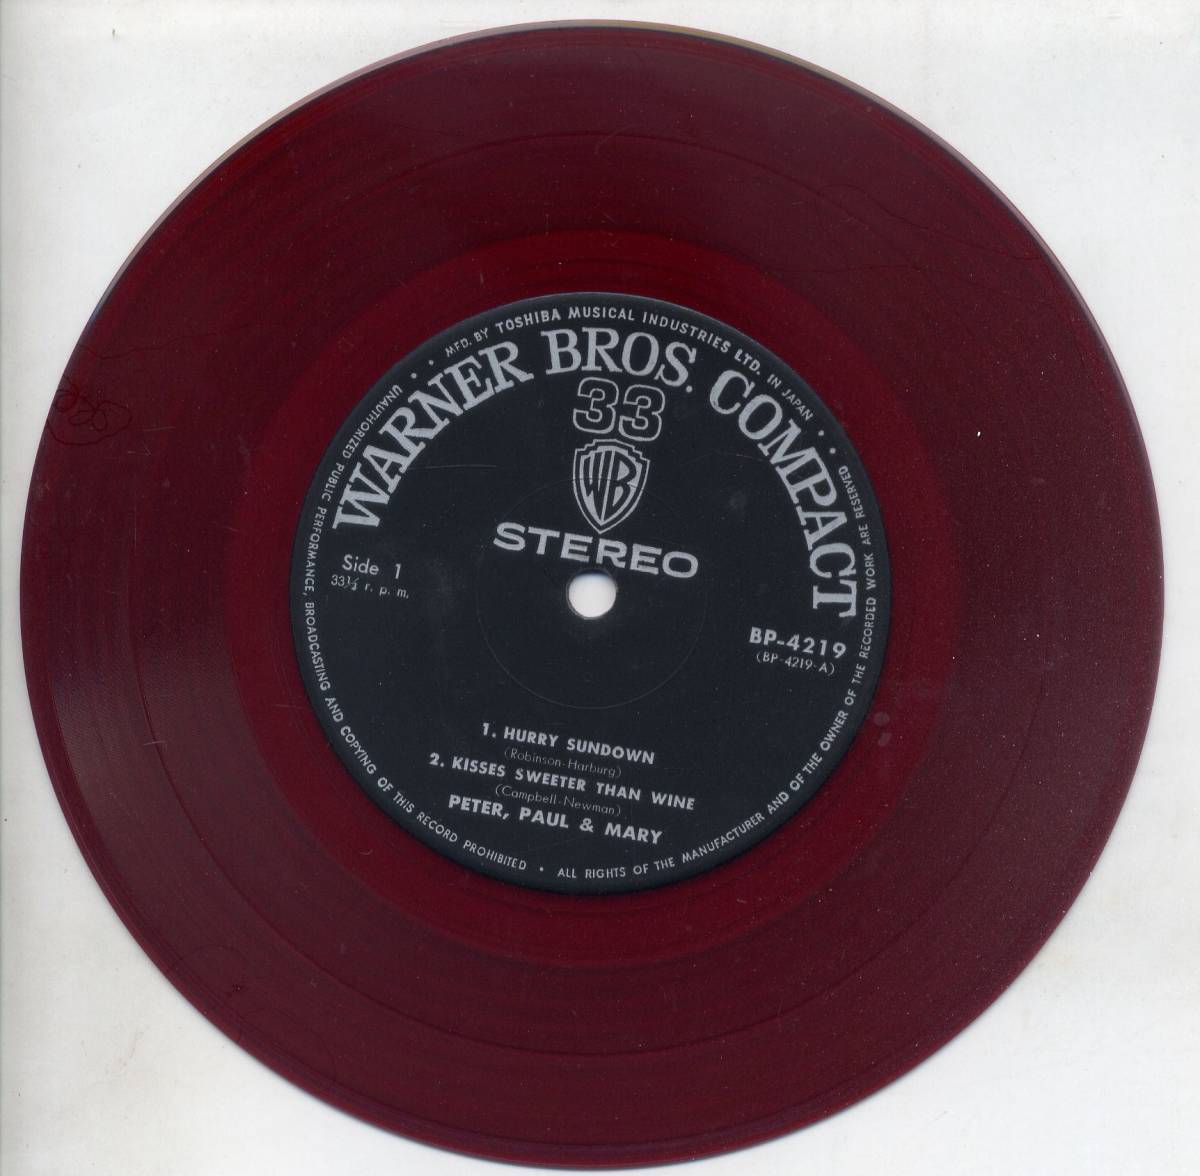 MFD. BY TOSHIBA MUSICAL INDUSTRIES LTD. IN JAPAN
WARNER BROS. COMPACT
33
WB
STEREO
Side 1
33⅓ r. p. m.
BP-4219
(BP-4219-A)
1. HURRY SUNDOWN
(Robinson-Harburg)
2. KISSES SWEETER THAN WINE
(Campbell-Newman)
PETER, PAUL & MARY
UNAUTHORIZED PUBLIC PERFORMANCE, BROADCASTING AND COPYING OF THIS RECORD PROHIBITED • ALL RIGHTS OF THE MANUFACTURER AND OF THE OWNER OF THE RECORDED WORK ARE RESERVED